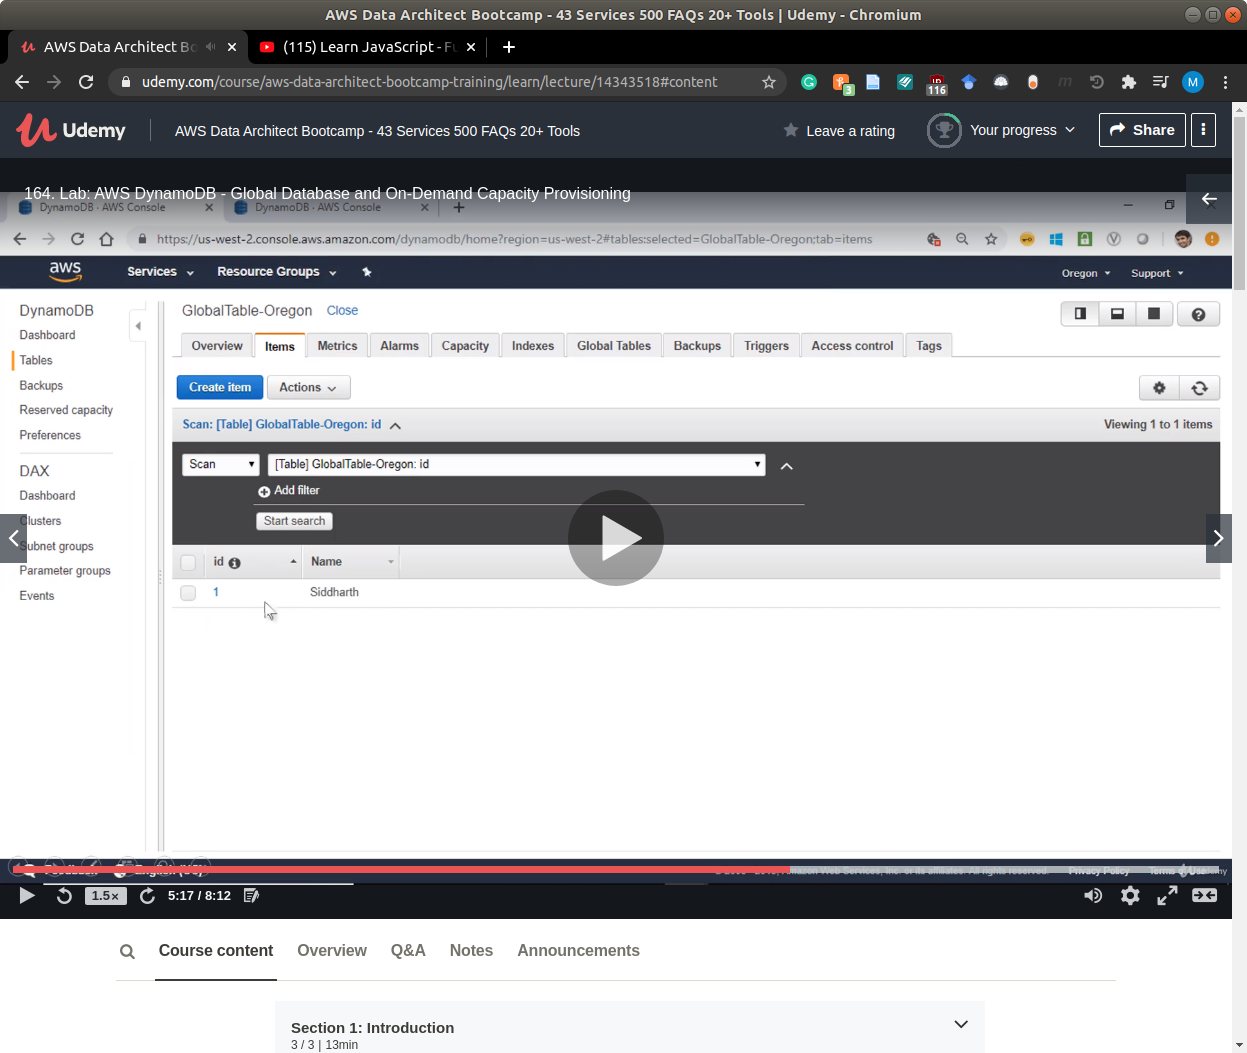 AWS Data Architect Bootcamp - 43 Services 500 FAQs 20+ Tools | Udemy - Chromium
AWS Data Architect Bo
(115) Learn JavaScript - Fu
udemy.com/course/aws-data-architect-bootcamp-training/learn/lecture/14343518#content
3
116
M
Udemy
AWS Data Architect Bootcamp - 43 Services 500 FAQs 20+ Tools
Leave a rating
Your progress
Share
164. Lab: AWS DynamoDB - Global Database and On-Demand Capacity Provisioning
DynamoDB · AWS Console
DynamoDB · AWS Console
https://us-west-2.console.aws.amazon.com/dynamodb/home?region=us-west-2#tables:selected=GlobalTable-Oregon;tab=items
aws
Services
Resource Groups
Oregon
Support
DynamoDB
Dashboard
Tables
Backups
Reserved capacity
Preferences
DAX
Dashboard
Clusters
Subnet groups
Parameter groups
Events
GlobalTable-Oregon
Close
Overview
Items
Metrics
Alarms
Capacity
Indexes
Global Tables
Backups
Triggers
Access control
Tags
Create item
Actions
Scan: [Table] GlobalTable-Oregon: id
Viewing 1 to 1 items
Scan
[Table] GlobalTable-Oregon: id
Add filter
Start search
id
Name
1
Siddharth
Privacy Policy
1.5×
5:17 / 8:12
Course content
Overview
Q&A
Notes
Announcements
Section 1: Introduction
3 / 3 | 13min